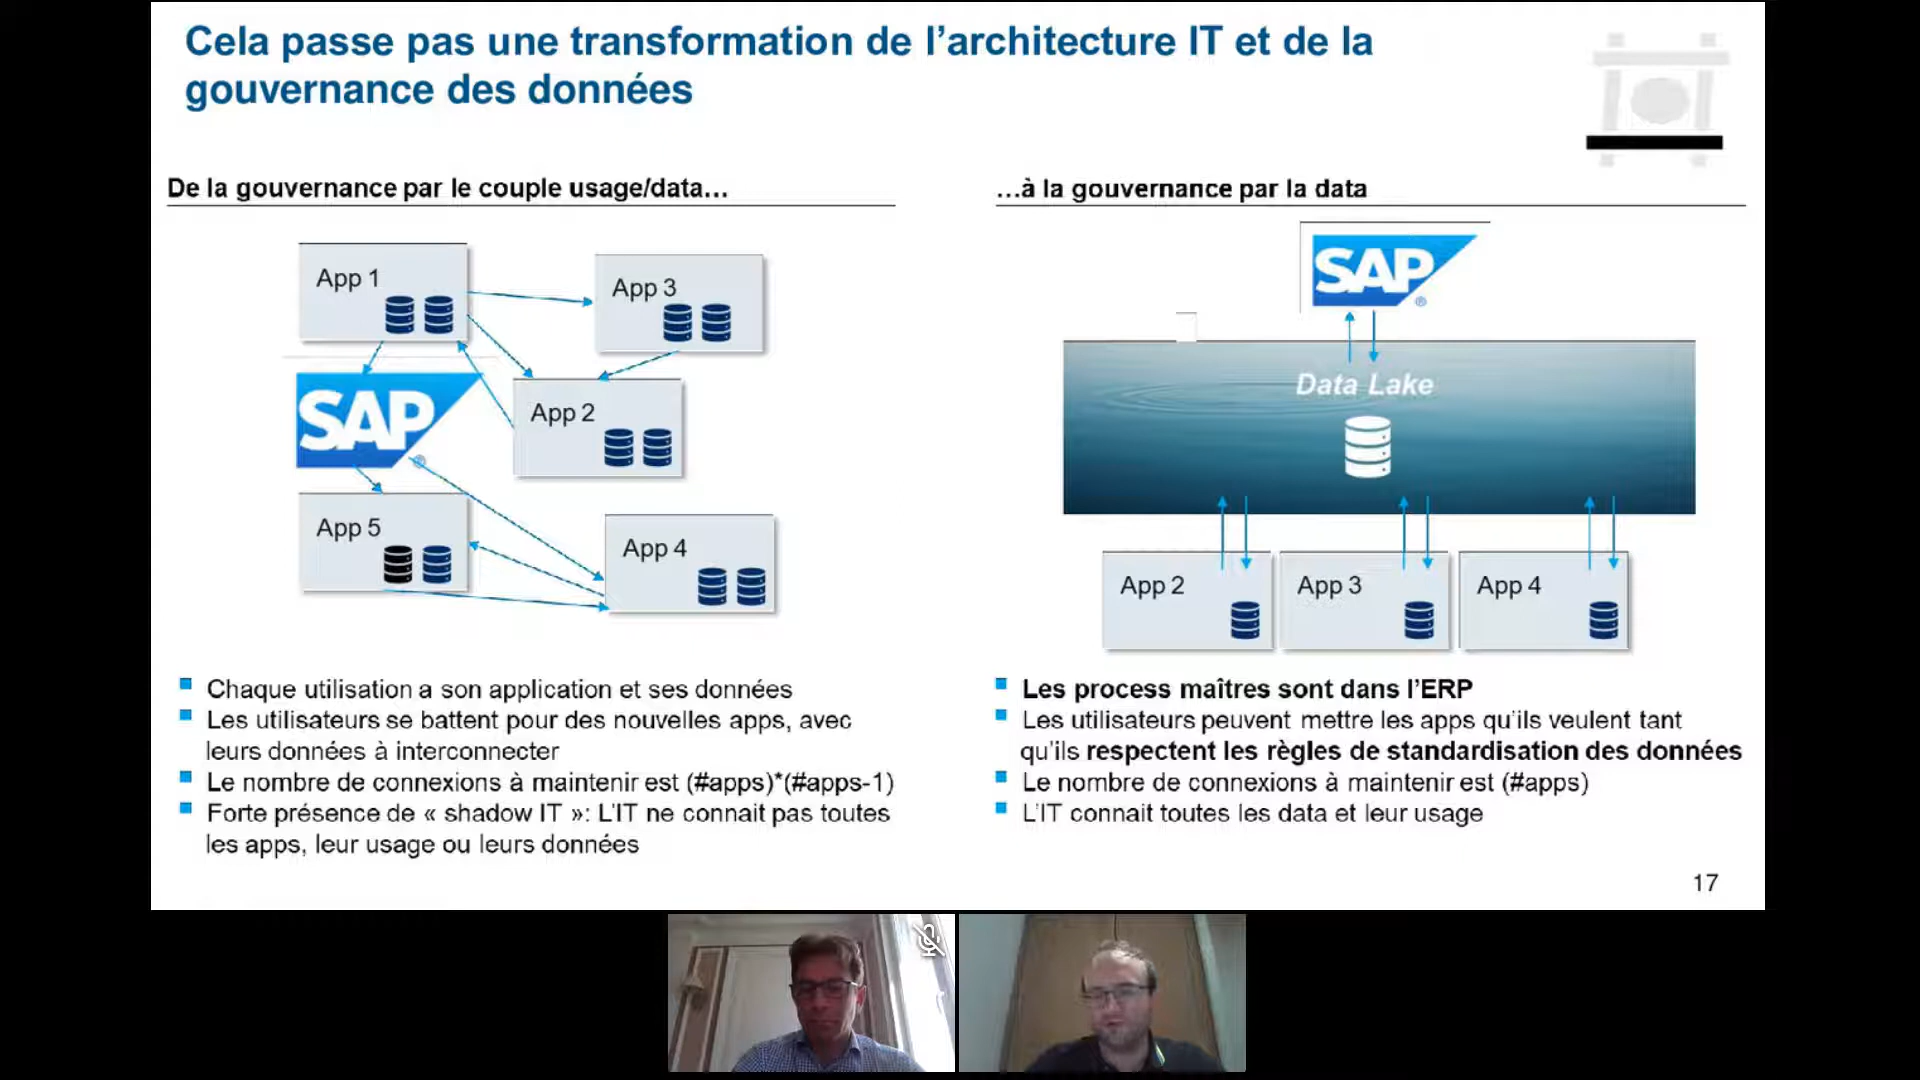 Cela passe pas une transformation de l’architecture IT et de la
gouvernance des données
De la gouvernance par le couple usage/data…
App 1
App 3
SAP
®
App 2
App 5
App 4
Chaque utilisation a son application et ses données
Les utilisateurs se battent pour des nouvelles apps, avec
leurs données à interconnecter
Le nombre de connexions à maintenir est (#apps)*(#apps-1)
Forte présence de « shadow IT »: L’IT ne connait pas toutes
les apps, leur usage ou leurs données
…à la gouvernance par la data
SAP
®
Data Lake
App 2
App 3
App 4
Les process maîtres sont dans l’ERP
Les utilisateurs peuvent mettre les apps qu’ils veulent tant
qu’ils respectent les règles de standardisation des données
Le nombre de connexions à maintenir est (#apps)
L’IT connait toutes les data et leur usage
17